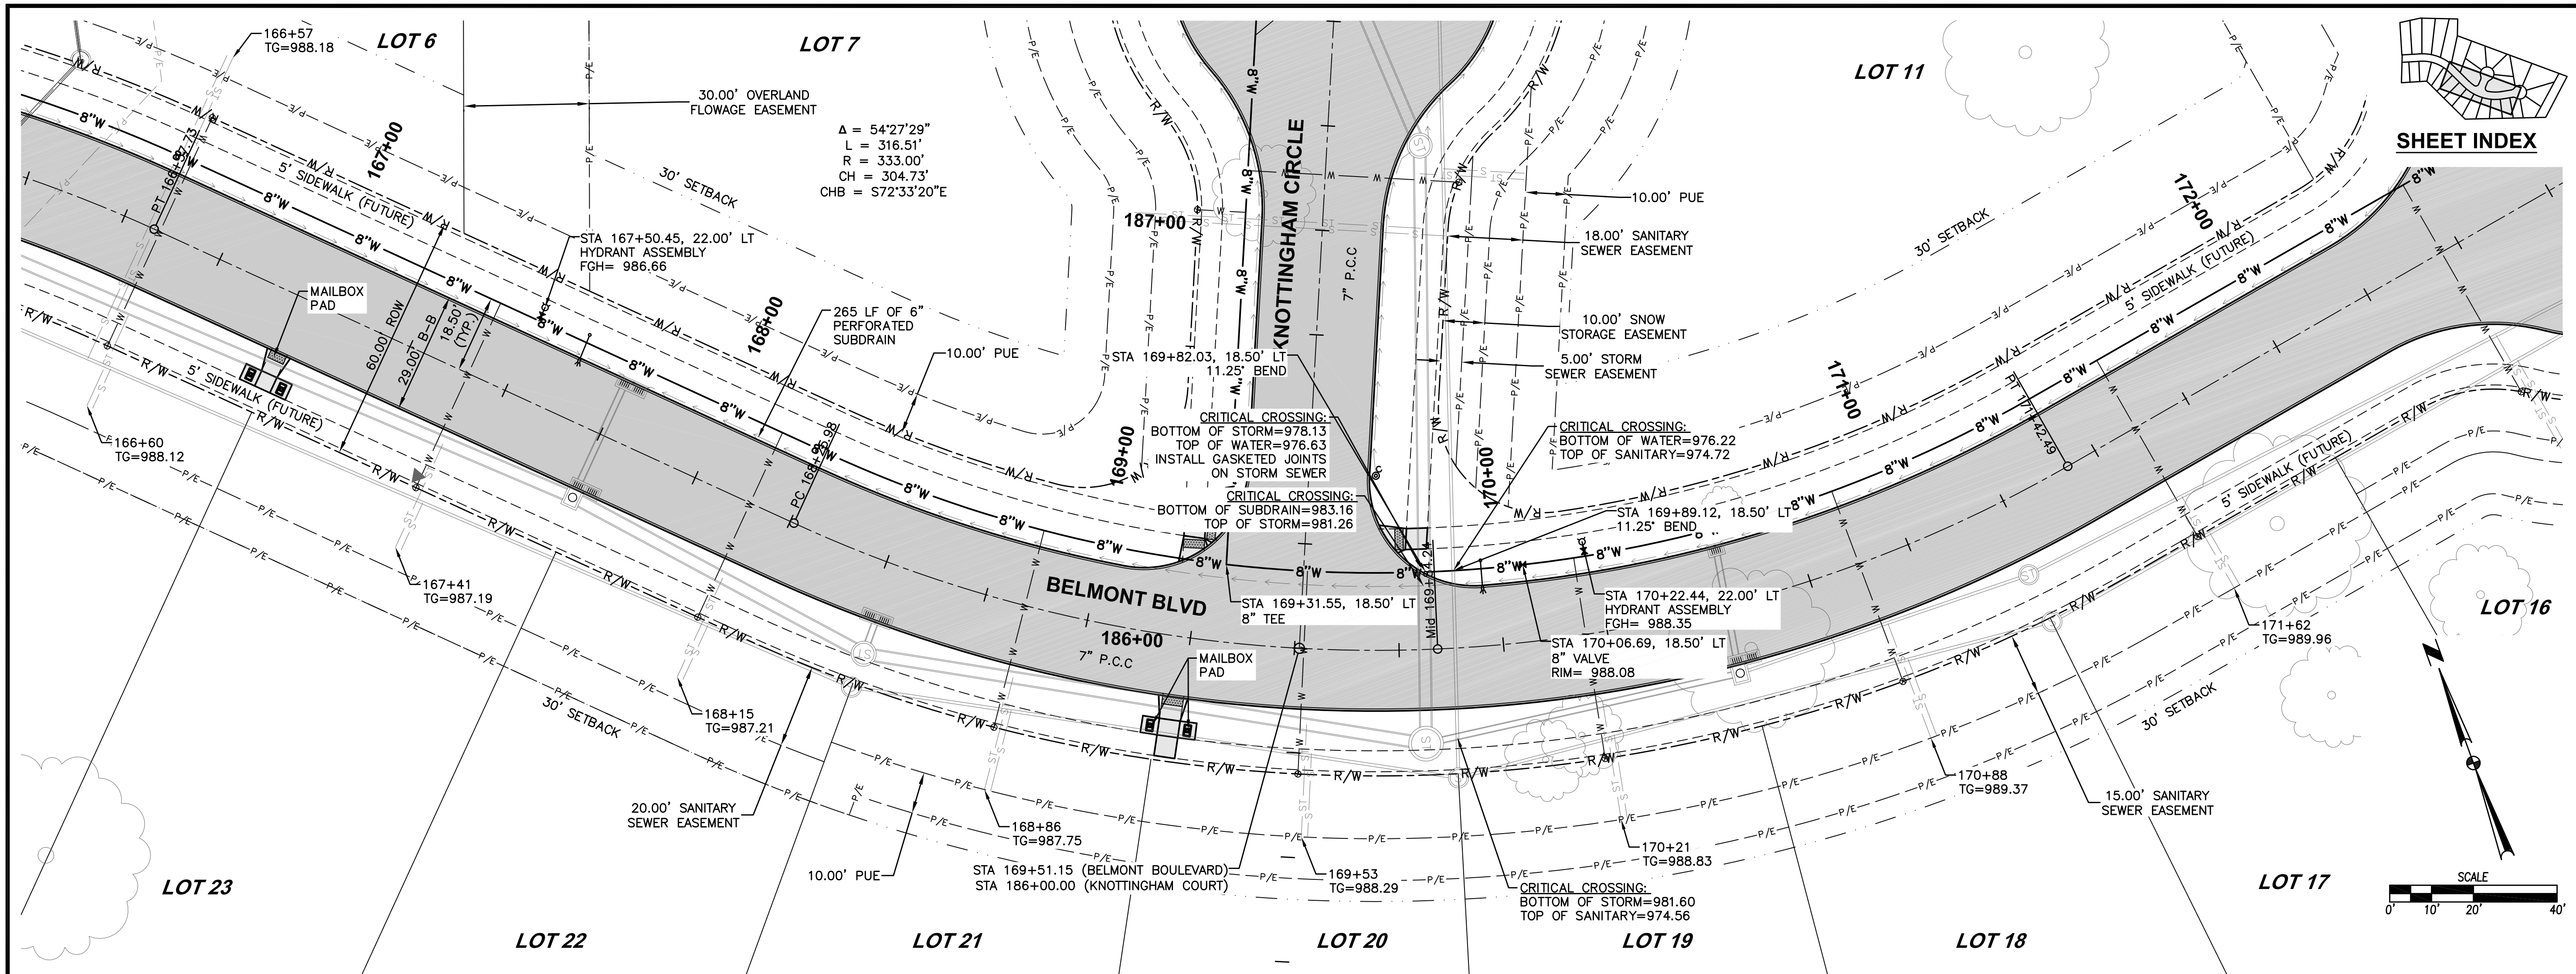 166+57
TG=988.18
LOT 6
LOT 7
LOT 11
SHEET INDEX
30.00' OVERLAND
FLOWAGE EASEMENT
Δ = 54°27'29"
L = 316.51'
R = 333.00'
CH = 304.73'
CHB = S72°33'20"E
30' SETBACK
167+00
5' SIDEWALK (FUTURE)
8"W
R/W
P/E
STA 167+50.45, 22.00' LT
HYDRANT ASSEMBLY
FGH= 986.66
MAILBOX
PAD
60.00' ROW
29.00' B-B
18.50'
(TYP.)
168+00
265 LF OF 6"
PERFORATED
SUBDRAIN
10.00' PUE
187+00
KNOTTINGHAM CIRCLE
7" P.C.C
10.00' PUE
18.00' SANITARY
SEWER EASEMENT
10.00' SNOW
STORAGE EASEMENT
5.00' STORM
SEWER EASEMENT
30' SETBACK
172+00
5' SIDEWALK (FUTURE)
STA 169+82.03, 18.50' LT
11.25° BEND
CRITICAL CROSSING:
BOTTOM OF STORM=978.13
TOP OF WATER=976.63
INSTALL GASKETED JOINTS
ON STORM SEWER
CRITICAL CROSSING:
BOTTOM OF SUBDRAIN=983.16
TOP OF STORM=981.26
169+00
170+00
171+00
CRITICAL CROSSING:
BOTTOM OF WATER=976.22
TOP OF SANITARY=974.72
STA 169+89.12, 18.50' LT
11.25° BEND
PT 171+42.49
5' SIDEWALK (FUTURE)
5' SIDEWALK (FUTURE)
166+60
TG=988.12
167+41
TG=987.19
168+15
TG=987.21
BELMONT BLVD
186+00
7" P.C.C
STA 169+31.55, 18.50' LT
8" TEE
STA 170+22.44, 22.00' LT
HYDRANT ASSEMBLY
FGH= 988.35
STA 170+06.69, 18.50' LT
8" VALVE
RIM= 988.08
MAILBOX
PAD
171+62
TG=989.96
LOT 16
30' SETBACK
30' SETBACK
N
20.00' SANITARY
SEWER EASEMENT
168+86
TG=987.75
10.00' PUE
STA 169+51.15 (BELMONT BOULEVARD)
STA 186+00.00 (KNOTTINGHAM COURT)
169+53
TG=988.29
170+21
TG=988.83
170+88
TG=989.37
15.00' SANITARY
SEWER EASEMENT
CRITICAL CROSSING:
BOTTOM OF STORM=981.60
TOP OF SANITARY=974.56
SCALE
0' 10' 20' 40'
LOT 23
LOT 22
LOT 21
LOT 20
LOT 19
LOT 18
LOT 17